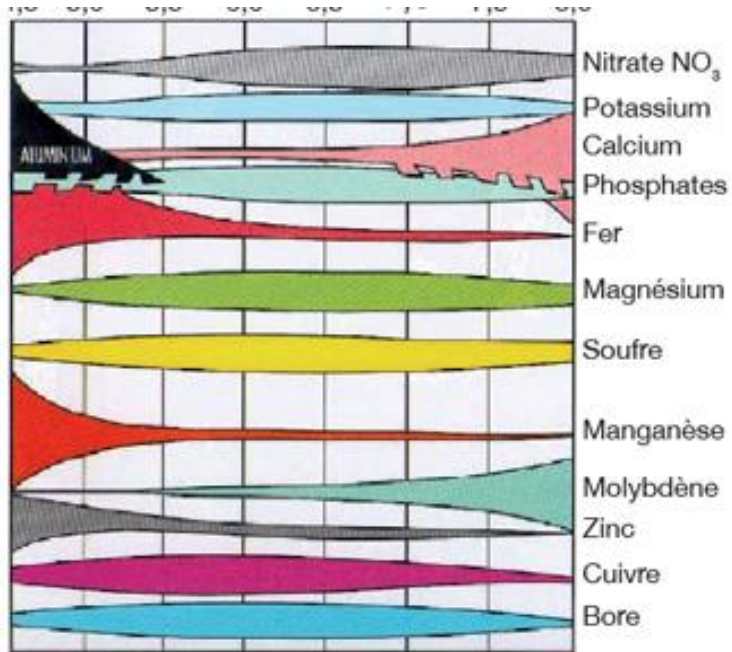 Nitrate NO₃
Potassium
Calcium
ALUMINIUM
Phosphates
Fer
Magnésium
Soufre
Manganèse
Molybdène
Zinc
Cuivre
Bore